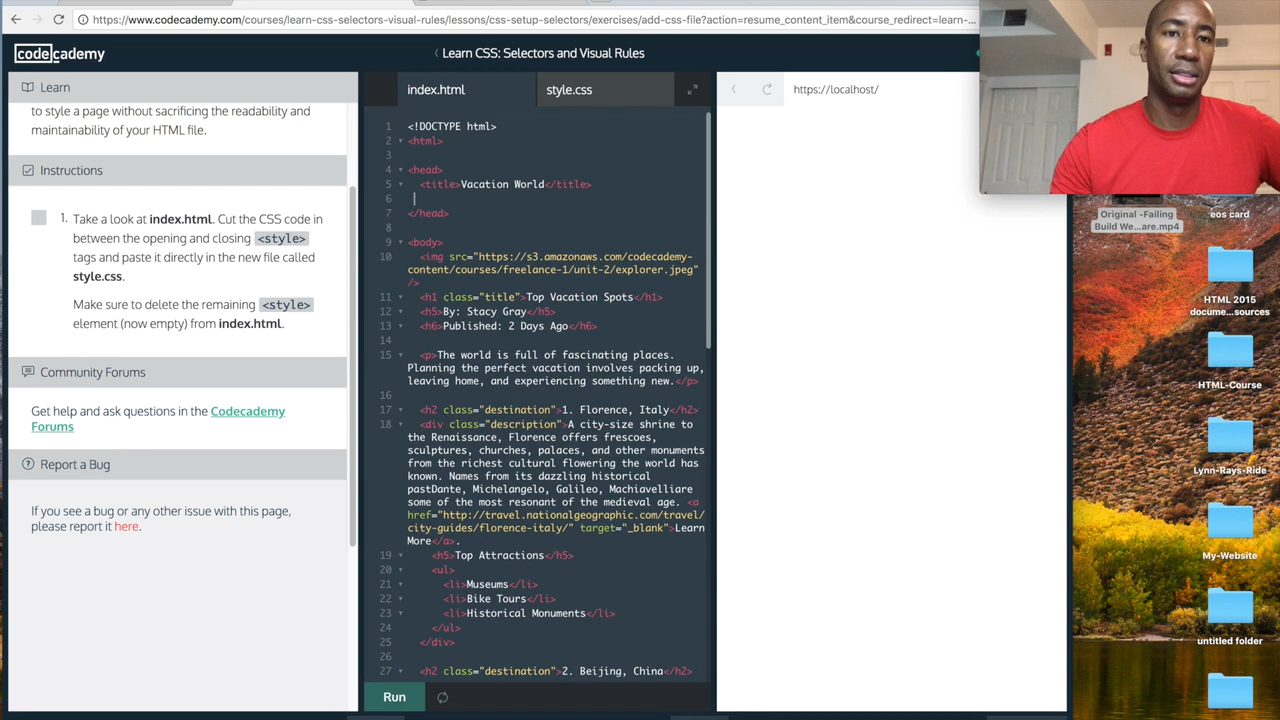 https://www.codecademy.com/courses/learn-css-selectors-visual-rules/lessons/css-setup-selectors/exercises/add-css-file?action=resume_content_item&course_redirect=learn-...
codecademy
Learn CSS: Selectors and Visual Rules
Learn
to style a page without sacrificing the readability and
maintainability of your HTML file.
Instructions
1. Take a look at index.html. Cut the CSS code in
between the opening and closing <style>
tags and paste it directly in the new file called
style.css.
Make sure to delete the remaining <style>
element (now empty) from index.html.
Community Forums
Get help and ask questions in the Codecademy
Forums
Report a Bug
If you see a bug or any other issue with this page,
please report it here.
index.html
style.css
1 <!DOCTYPE html>
2 <html>
3
4 <head>
5 <title>Vacation World</title>
6
7 </head>
8
9 <body>
10 <img src="https://s3.amazonaws.com/codecademy-
content/courses/freelance-1/unit-2/explorer.jpeg"
/>
11 <h1 class="title">Top Vacation Spots</h1>
12 <h5>By: Stacy Gray</h5>
13 <h6>Published: 2 Days Ago</h6>
14
15 <p>The world is full of fascinating places.
Planning the perfect vacation involves packing up,
leaving home, and experiencing something new.</p>
16
17 <h2 class="destination">1. Florence, Italy</h2>
18 <div class="description">A city-size shrine to
the Renaissance, Florence offers frescoes,
sculptures, churches, palaces, and other monuments
from the richest cultural flowering the world has
known. Names from its dazzling historical
pastDante, Michelangelo, Galileo, Machiavelliare
some of the most resonant of the medieval age. <a
href="http://travel.nationalgeographic.com/travel/
city-guides/florence-italy/" target="_blank">Learn
More</a>.
19 <h5>Top Attractions</h5>
20 <ul>
21 <li>Museums</li>
22 <li>Bike Tours</li>
23 <li>Historical Monuments</li>
24 </ul>
25 </div>
26
27 <h2 class="destination">2. Beijing, China</h2>
Run
https://localhost/
Original -Failing
Build We...are.mp4
eos card
HTML 2015
docume...sources
HTML-Course
Lynn-Rays-Ride
My-Website
untitled folder